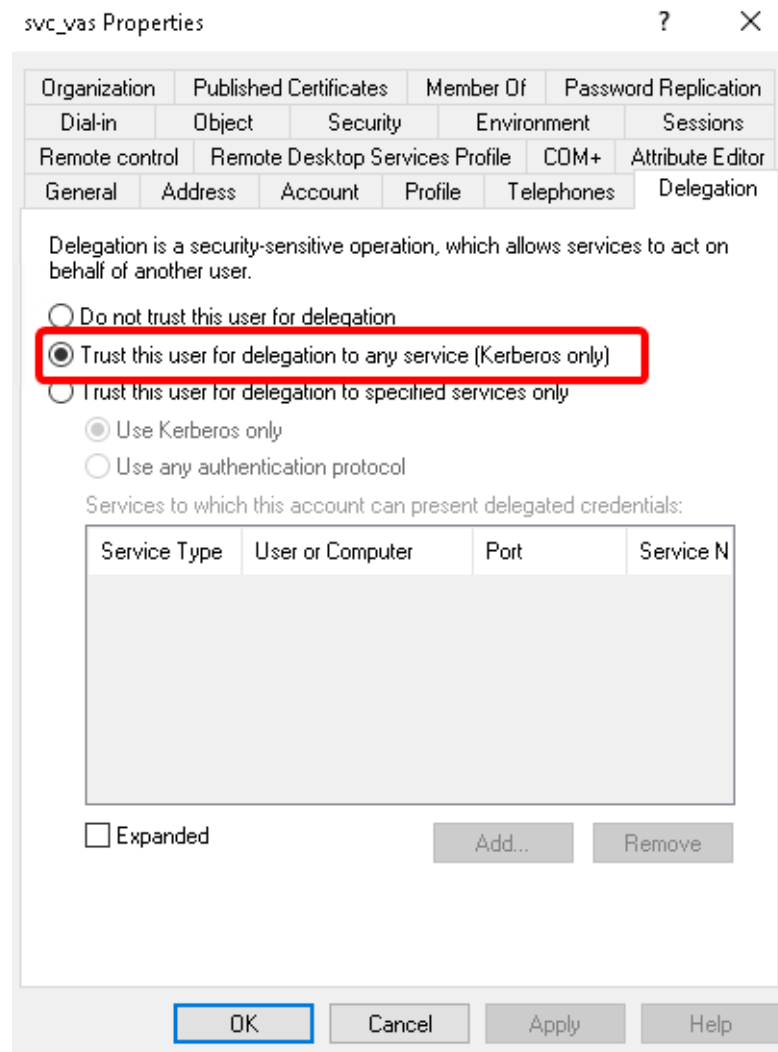 svc_vas Properties
?
Organization Published Certificates Member Of Password Replication
Dial-in Object Security Environment Sessions
Remote control Remote Desktop Services Profile COM+ Attribute Editor
General Address Account Profile Telephones Delegation
Delegation is a security-sensitive operation, which allows services to act on
behalf of another user.
Do not trust this user for delegation
Trust this user for delegation to any service (Kerberos only)
Trust this user for delegation to specified services only
Use Kerberos only
Use any authentication protocol
Services to which this account can present delegated credentials:
Service Type User or Computer Port Service N
Expanded Add... Remove
OK Cancel Apply Help